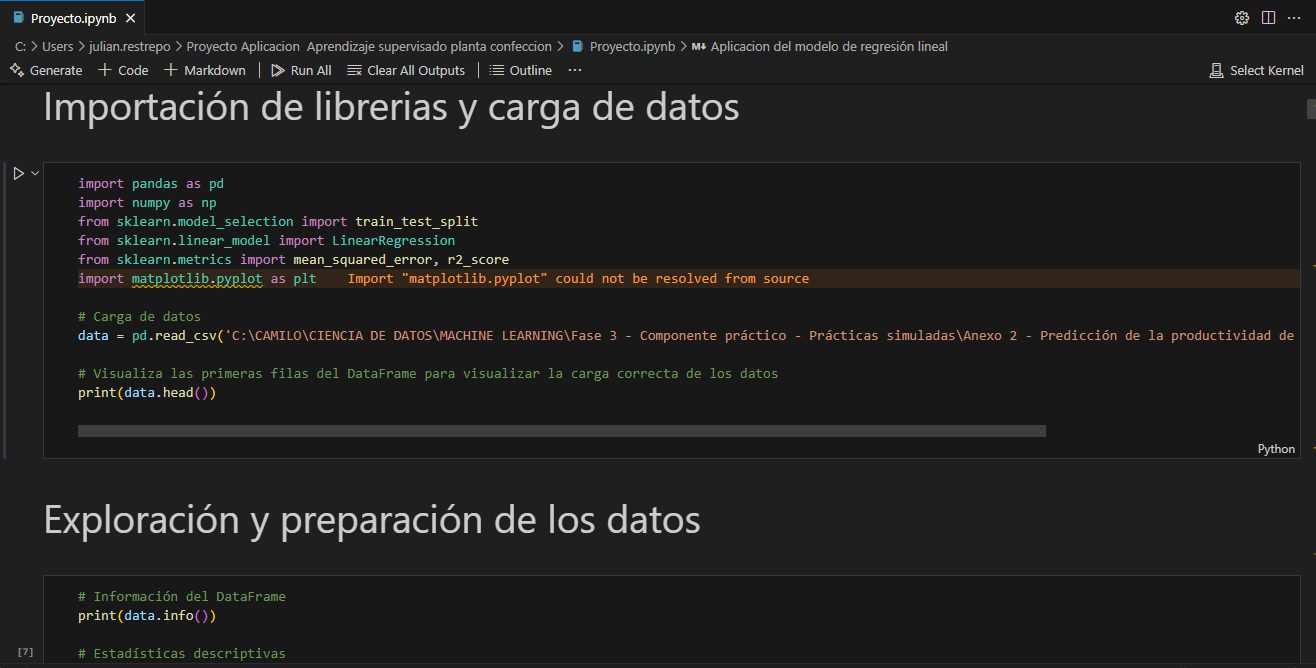 Proyecto.ipynb
C: > Users > julian.restrepo > Proyecto Aplicacion Aprendizaje supervisado planta confeccion > Proyecto.ipynb > M↓ Aplicacion del modelo de regresión lineal
Generate + Code + Markdown Run All Clear All Outputs Outline ... Select Kernel
Importación de librerias y carga de datos
import pandas as pd
import numpy as np
from sklearn.model_selection import train_test_split
from sklearn.linear_model import LinearRegression
from sklearn.metrics import mean_squared_error, r2_score
import matplotlib.pyplot as plt Import "matplotlib.pyplot" could not be resolved from source
# Carga de datos
data = pd.read_csv('C:\CAMILO\CIENCIA DE DATOS\MACHINE LEARNING\Fase 3 - Componente práctico - Prácticas simuladas\Anexo 2 - Predicción de la productividad de
# Visualiza las primeras filas del DataFrame para visualizar la carga correcta de los datos
print(data.head())
Python
Exploración y preparación de los datos
# Información del DataFrame
print(data.info())
[7]
# Estadísticas descriptivas